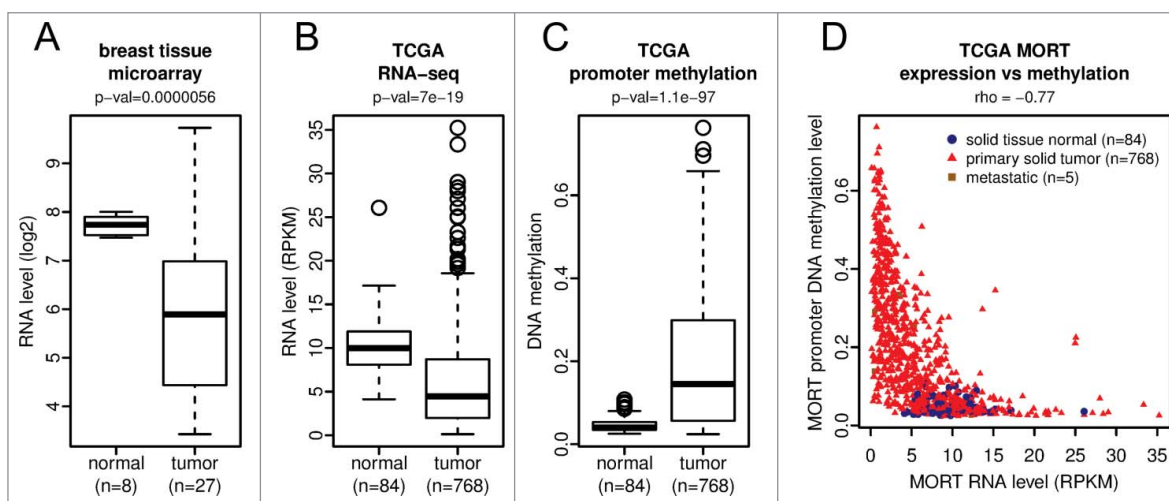 A
breast tissue
microarray
p-val=0.0000056
RNA level (log2)
9
8
7
6
5
4
normal
(n=8)
tumor
(n=27)
B
TCGA
RNA-seq
p-val=7e-19
RNA level (RPKM)
35
30
25
20
15
10
5
0
normal
(n=84)
tumor
(n=768)
C
TCGA
promoter methylation
p-val=1.1e-97
DNA methylation
0.6
0.4
0.2
0.0
normal
(n=84)
tumor
(n=768)
D
TCGA MORT
expression vs methylation
rho = -0.77
MORT promoter DNA methylation level
0.6
0.4
0.2
0.0
solid tissue normal (n=84)
primary solid tumor (n=768)
metastatic (n=5)
0 5 10 15 20 25 30 35
MORT RNA level (RPKM)